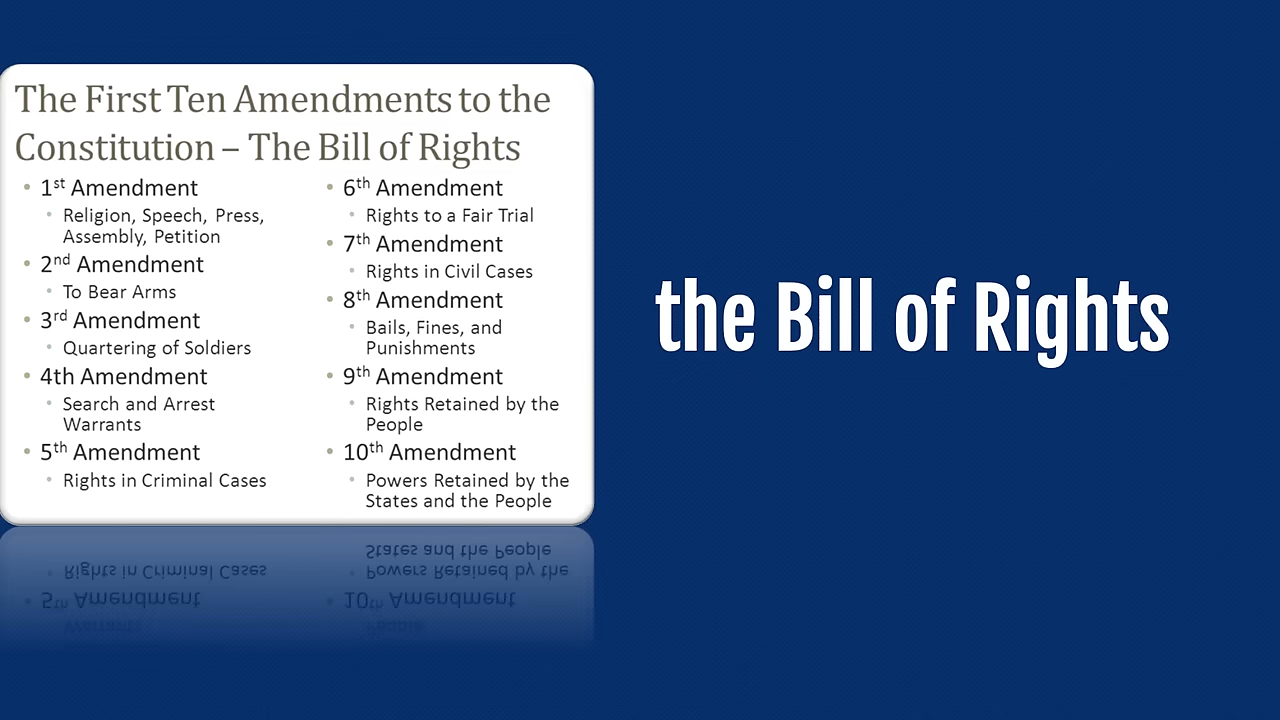 The First Ten Amendments to the
Constitution – The Bill of Rights
• 1st Amendment
• Religion, Speech, Press,
Assembly, Petition
• 2nd Amendment
• To Bear Arms
• 3rd Amendment
• Quartering of Soldiers
• 4th Amendment
• Search and Arrest
Warrants
• 5th Amendment
• Rights in Criminal Cases
• 6th Amendment
• Rights to a Fair Trial
• 7th Amendment
• Rights in Civil Cases
• 8th Amendment
• Bails, Fines, and
Punishments
• 9th Amendment
• Rights Retained by the
People
• 10th Amendment
• Powers Retained by the
States and the People
the Bill of Rights